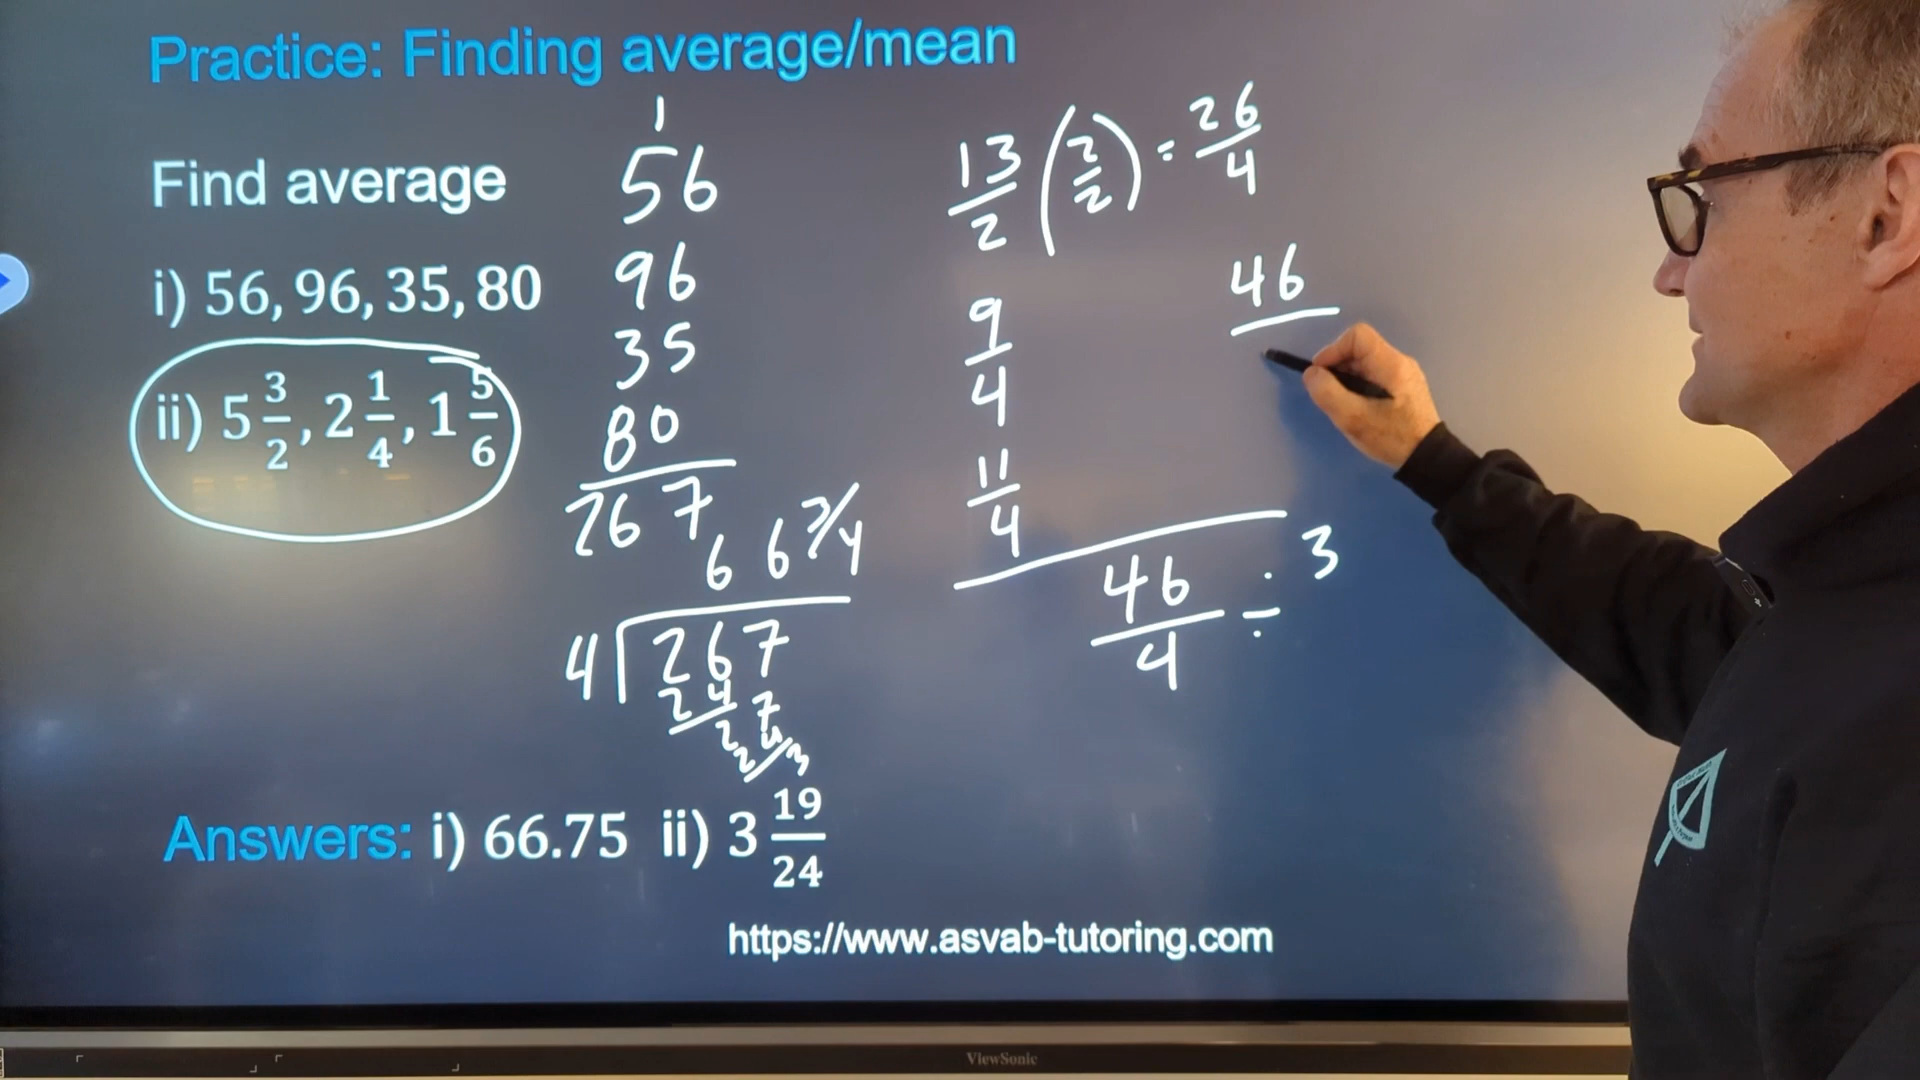 Practice: Finding average/mean
Find average
i) 56, 96, 35, 80
ii) 5 3/2, 2 1/4, 1 5/6
1
56
96
35
80
267
66 3/4
4 267
24
27
24
3
13/2 (2/2) = 26/4
9/4
11/4
46/4 ÷ 3
46
Answers: i) 66.75 ii) 3 19/24
https://www.asvab-tutoring.com
ViewSonic